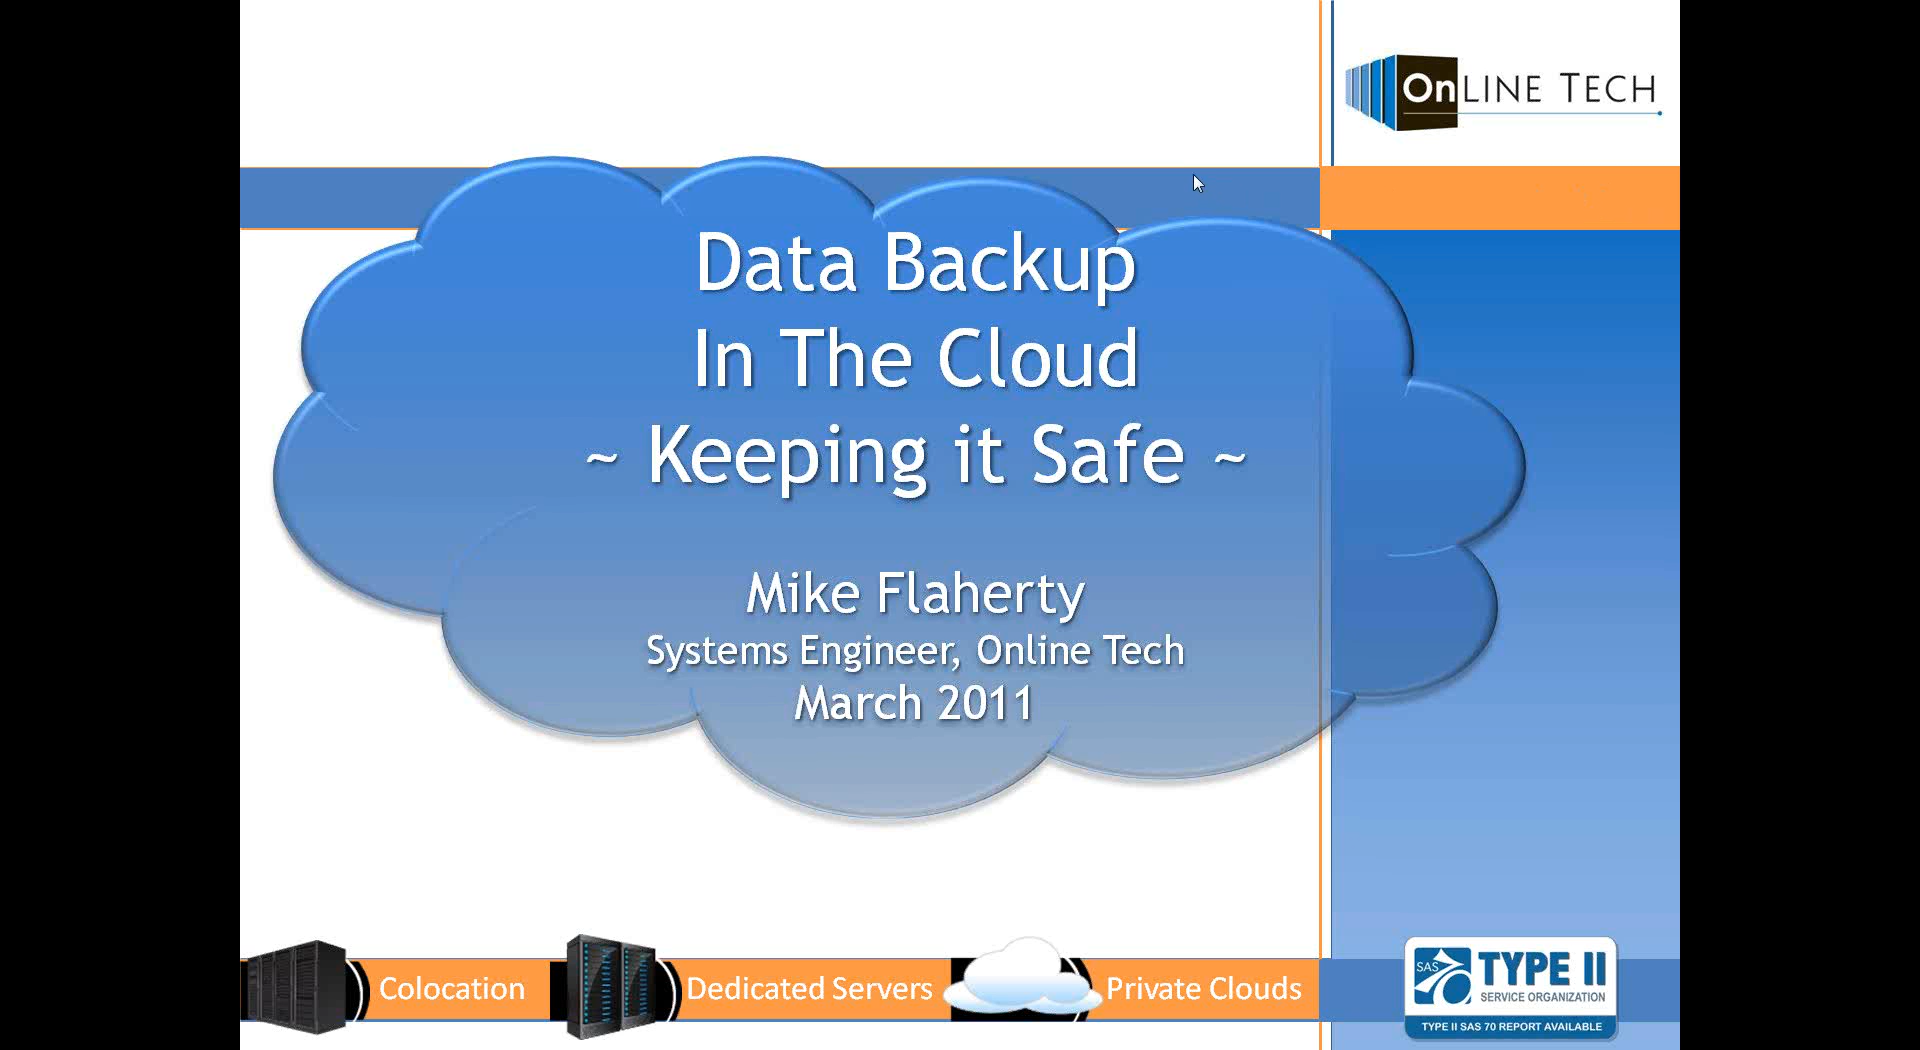 OnLINE TECH
Data Backup
In The Cloud
~ Keeping it Safe ~
Mike Flaherty
Systems Engineer, Online Tech
March 2011
Colocation
Dedicated Servers
Private Clouds
SAS 70
TYPE II
SERVICE ORGANIZATION
TYPE II SAS 70 REPORT AVAILABLE